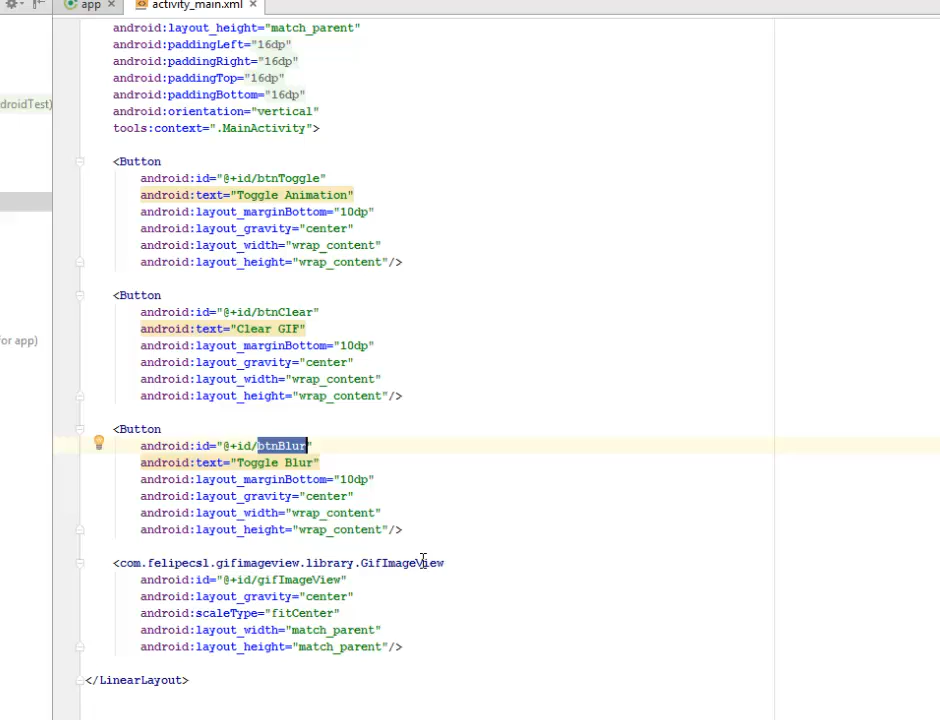 app
activity_main.xml
android:layout_height="match_parent"
android:paddingLeft="16dp"
android:paddingRight="16dp"
android:paddingTop="16dp"
android:paddingBottom="16dp"
droidTest)
android:orientation="vertical"
tools:context=".MainActivity">
<Button
android:id="@+id/btnToggle"
android:text="Toggle Animation"
android:layout_marginBottom="10dp"
android:layout_gravity="center"
android:layout_width="wrap_content"
android:layout_height="wrap_content"/>
<Button
android:id="@+id/btnClear"
android:text="Clear GIF"
for app)
android:layout_marginBottom="10dp"
android:layout_gravity="center"
android:layout_width="wrap_content"
android:layout_height="wrap_content"/>
<Button
android:id="@+id/btnBlur"
android:text="Toggle Blur"
android:layout_marginBottom="10dp"
android:layout_gravity="center"
android:layout_width="wrap_content"
android:layout_height="wrap_content"/>
<com.felipecsl.gifimageview.library.GifImageView
android:id="@+id/gifImageView"
android:layout_gravity="center"
android:scaleType="fitCenter"
android:layout_width="match_parent"
android:layout_height="match_parent"/>
</LinearLayout>